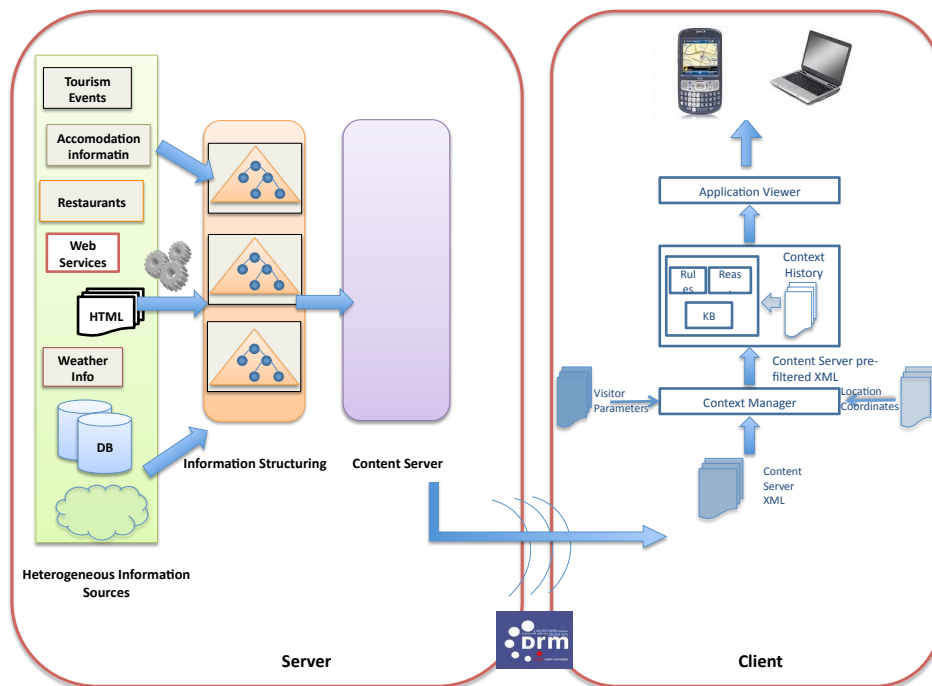 Tourism
Events
Accomodation
informatin
Restaurants
Web
Services
HTML
Weather
Info
DB
Heterogeneous Information
Sources
Information Structuring
Content Server
Server
Application Viewer
Rul
es
Reas
KB
Context
History
Content Server pre-
filtered XML
Visitor
Parameters
Context Manager
Location
Coordinates
Content
Server
XML
Drm
Client